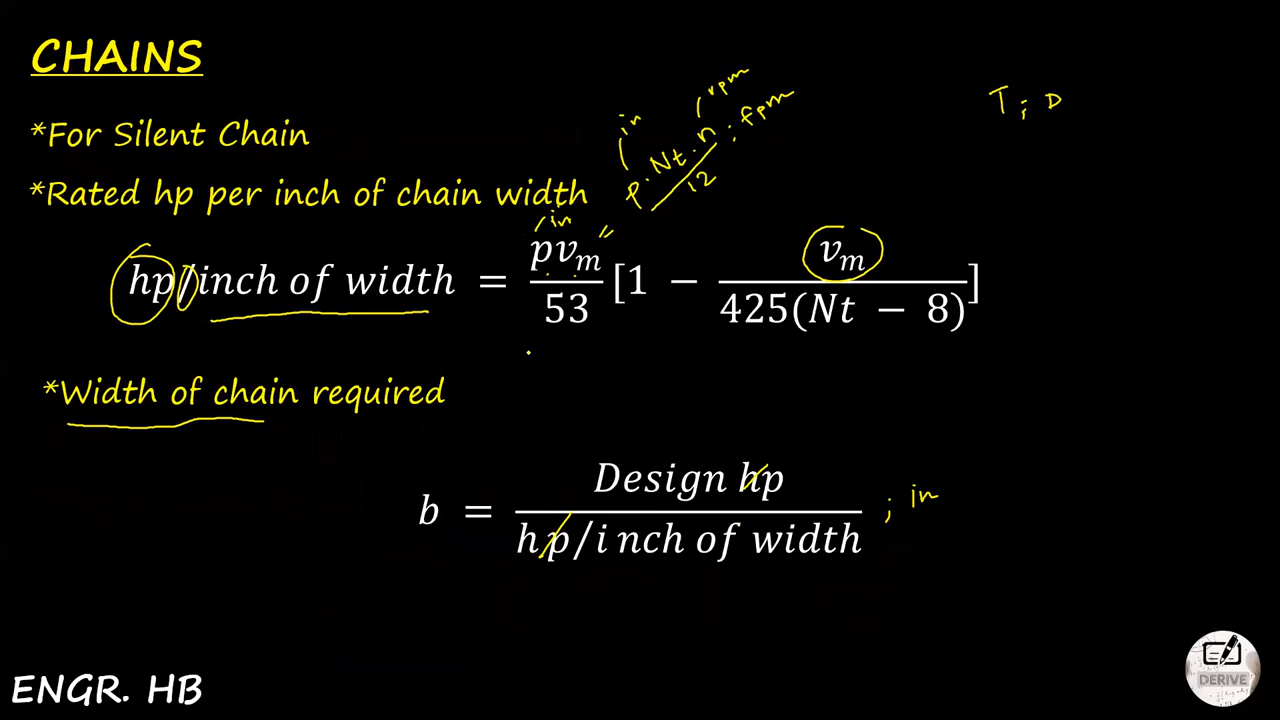 CHAINS
*For Silent Chain
*Rated hp per inch of chain width
in
rpm
p·Nt·n/12 ; fpm
T ; D
in
"
hp/inch of width = pv_m/53 [1 − v_m/425(Nt − 8)]
*Width of chain required
b = Design hp / hp/inch of width ; in
ENGR. HB
DERIVE